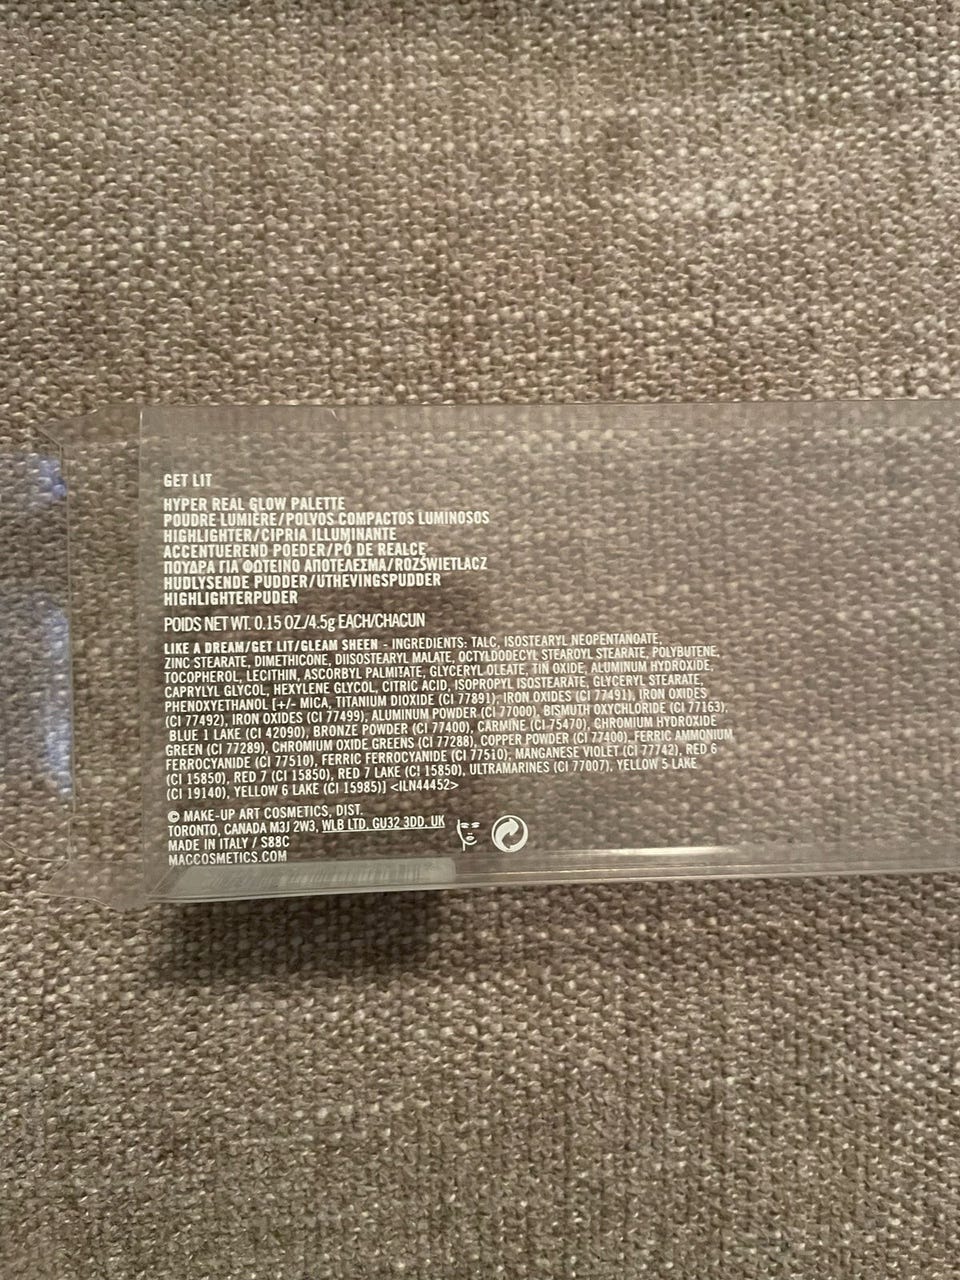 GET LIT
HYPER REAL GLOW PALETTE
POUDRE LUMIÈRE/POLVOS COMPACTOS LUMINOSOS
HIGHLIGHTER/CIPRIA ILLUMINANTE
ACCENTUEREND POEDER/PÓ DE REALCE
ΠΟΥΔΡΑ ΓΙΑ ΦΩΤΕΙΝΟ ΑΠΟΤΕΛΕΣΜΑ/ROZŚWIETLACZ
HUDLYSENDE PUDDER/UTHEVINGSPUDDER
HIGHLIGHTERPUDER
POIDS NET WT. 0.15 OZ./4.5g EACH/CHACUN
LIKE A DREAM/GET LIT/GLEAM SHEEN - INGREDIENTS: TALC, ISOSTEARYL NEOPENTANOATE,
ZINC STEARATE, DIMETHICONE, DIISOSTEARYL MALATE, OCTYLDODECYL STEAROYL STEARATE, POLYBUTENE,
TOCOPHEROL, LECITHIN, ASCORBYL PALMITATE, GLYCERYL OLEATE, TIN OXIDE, ALUMINUM HYDROXIDE,
CAPRYLYL GLYCOL, HEXYLENE GLYCOL, CITRIC ACID, ISOPROPYL ISOSTEARATE, GLYCERYL STEARATE,
PHENOXYETHANOL [+/- MICA, TITANIUM DIOXIDE (CI 77891), IRON OXIDES (CI 77491), IRON OXIDES
(CI 77492), IRON OXIDES (CI 77499), ALUMINUM POWDER (CI 77000), BISMUTH OXYCHLORIDE (CI 77163),
BLUE 1 LAKE (CI 42090), BRONZE POWDER (CI 77400), CARMINE (CI 75470), CHROMIUM HYDROXIDE
GREEN (CI 77289), CHROMIUM OXIDE GREENS (CI 77288), COPPER POWDER (CI 77400), FERRIC AMMONIUM
FERROCYANIDE (CI 77510), FERRIC FERROCYANIDE (CI 77510), MANGANESE VIOLET (CI 77742), RED 6
(CI 15850), RED 7 (CI 15850), RED 7 LAKE (CI 15850), ULTRAMARINES (CI 77007), YELLOW 5 LAKE
(CI 19140), YELLOW 6 LAKE (CI 15985)] <ILN44452>
© MAKE-UP ART COSMETICS, DIST.
TORONTO, CANADA M3J 2W3, WLB LTD, GU32 3DD, UK
MADE IN ITALY / S88C
MACCOSMETICS.COM